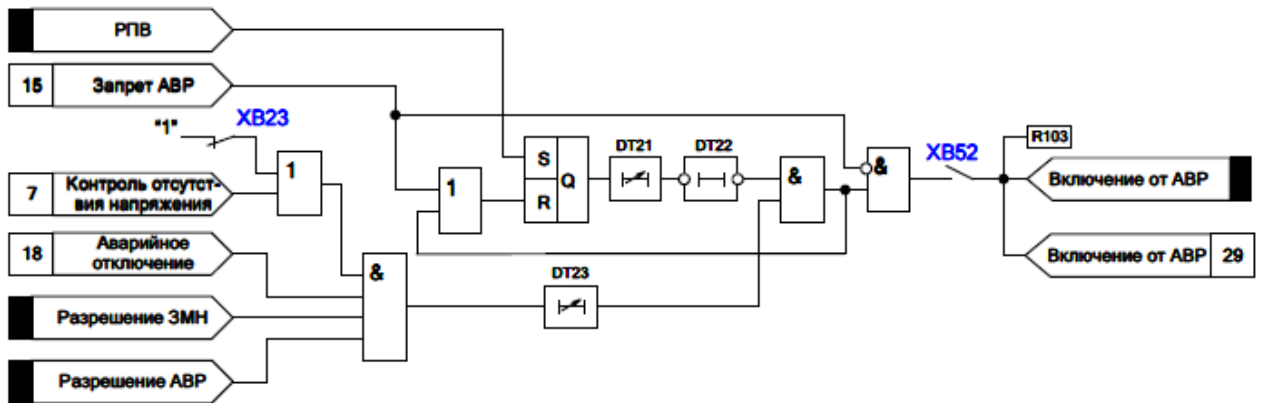 РПВ
15 Запрет АВР
"1" XB23
1
7 Контроль отсутст-
вия напряжения
18 Аварийное
отключение
Разрешение ЗМН
Разрешение АВР
&
1
S
R
Q
DT21
DT22
DT23
&
&
XB52
R103
Включение от АВР
Включение от АВР 29